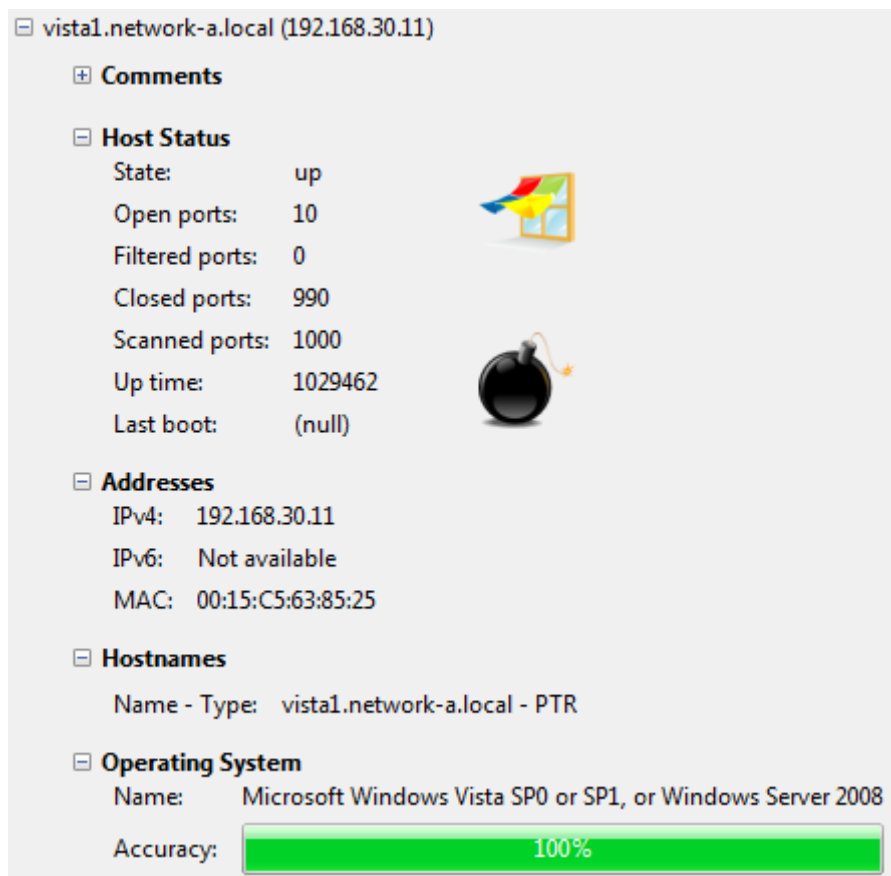 vista1.network-a.local (192.168.30.11)
Comments
Host Status
State: up
Open ports: 10
Filtered ports: 0
Closed ports: 990
Scanned ports: 1000
Up time: 1029462
Last boot: (null)
Addresses
IPv4: 192.168.30.11
IPv6: Not available
MAC: 00:15:C5:63:85:25
Hostnames
Name - Type: vista1.network-a.local - PTR
Operating System
Name: Microsoft Windows Vista SP0 or SP1, or Windows Server 2008
Accuracy: 100%